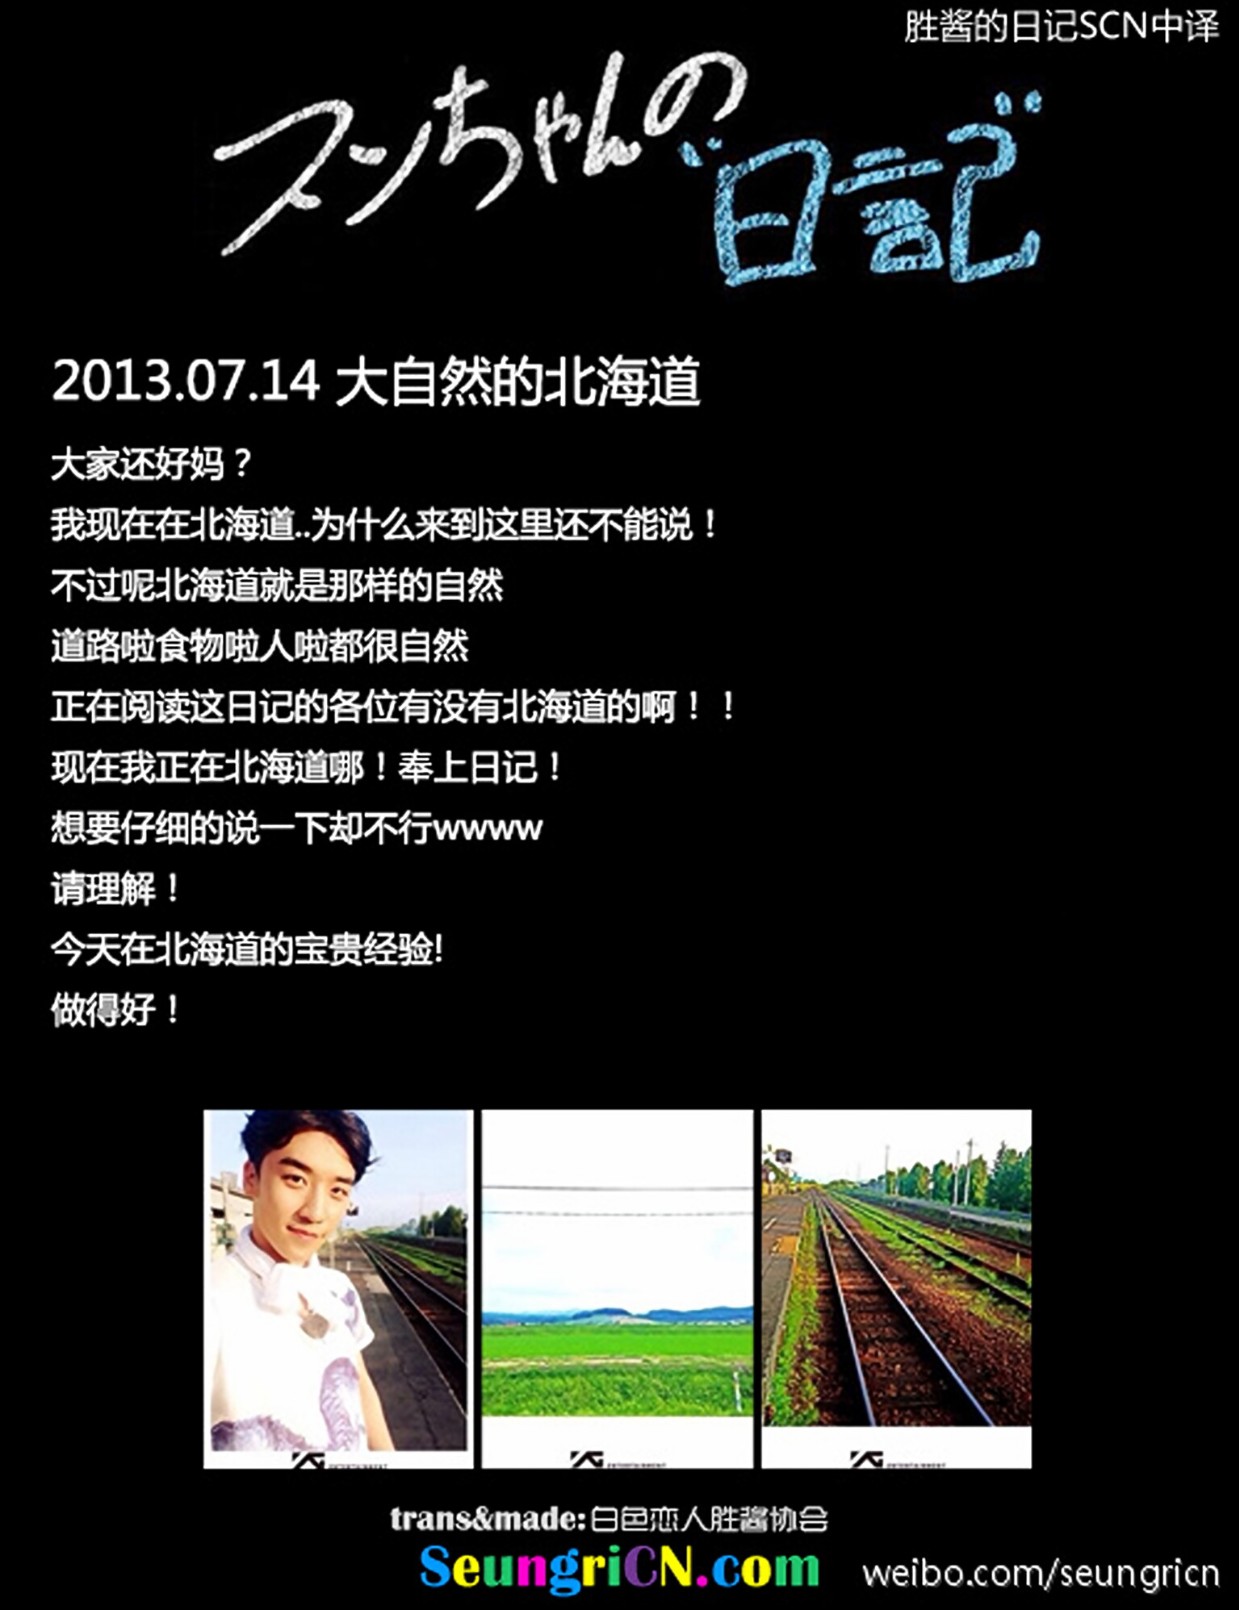 胜酱的日记SCN中译
スンちゃんの
日記
2013.07.14 大自然的北海道
大家还好妈？
我现在在北海道..为什么来到这里还不能说！
不过呢北海道就是那样的自然
道路啦食物啦人啦都很自然
正在阅读这日记的各位有没有北海道的啊！！
现在我正在北海道哪！奉上日记！
想要仔细的说一下却不行wwww
请理解！
今天在北海道的宝贵经验!
做得好！
YG ENTERTAINMENT
YG ENTERTAINMENT
YG ENTERTAINMENT
trans&made:白色恋人胜酱协会
SeungriCN.com
weibo.com/seungricn